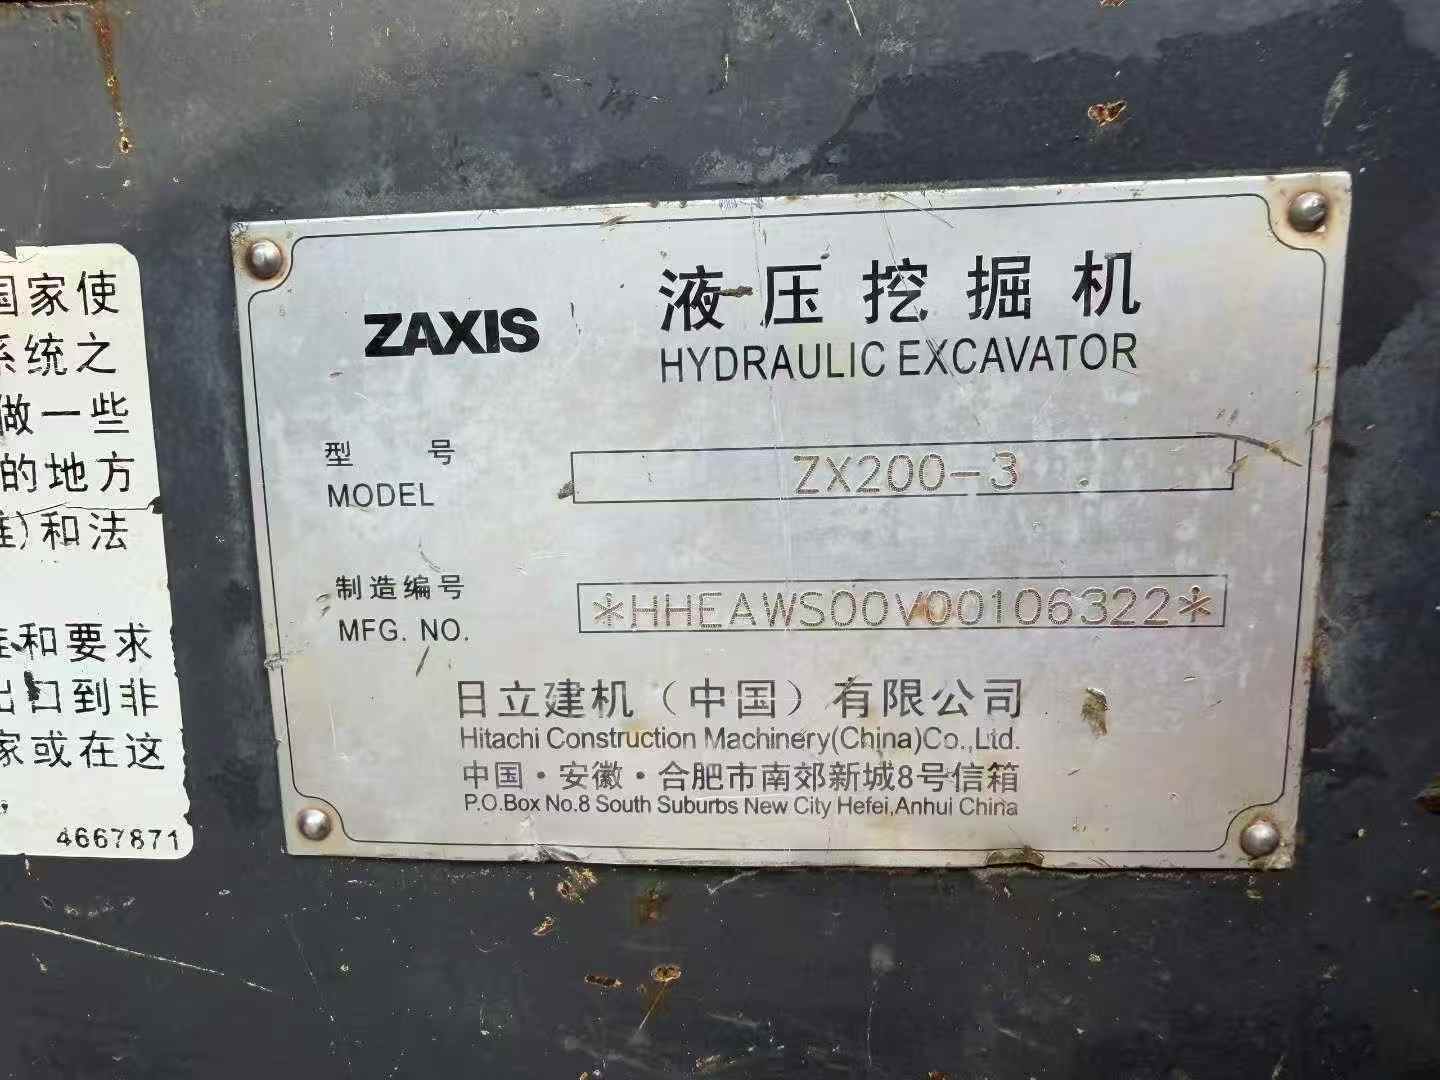 国家使
系统之
做一些
的地方
准)和法
和要求
出口到非
家或在这
4667871
ZAXIS
液压挖掘机
HYDRAULIC EXCAVATOR
型号
MODEL
ZX200-3
制造编号
MFG. NO.
*HHEAWS00V00106322*
日立建机（中国）有限公司
Hitachi Construction Machinery(China)Co.,Ltd.
中国·安徽·合肥市南郊新城8号信箱
P.O.Box No.8 South Suburbs New City Hefei,Anhui China